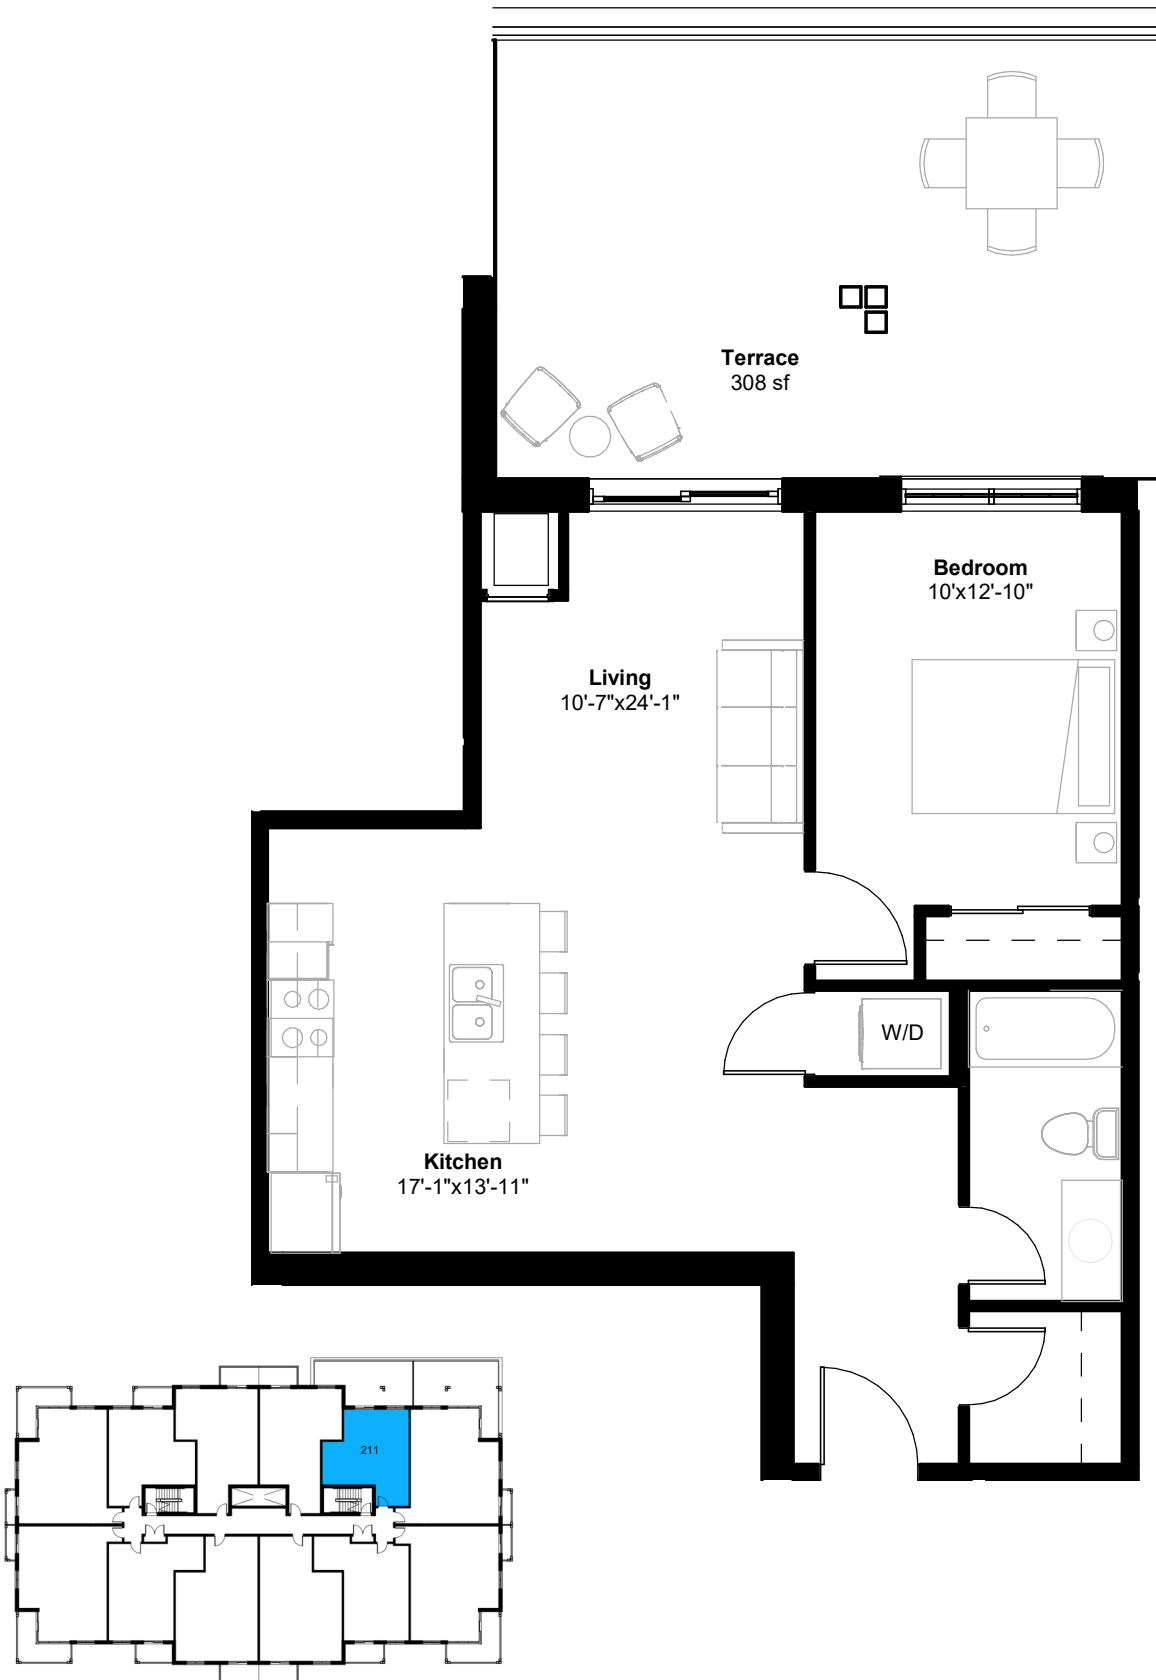 Terrace
308 sf
Bedroom
10'x12'-10"
Living
10'-7"x24'-1"
W/D
Kitchen
17'-1"x13'-11"
211